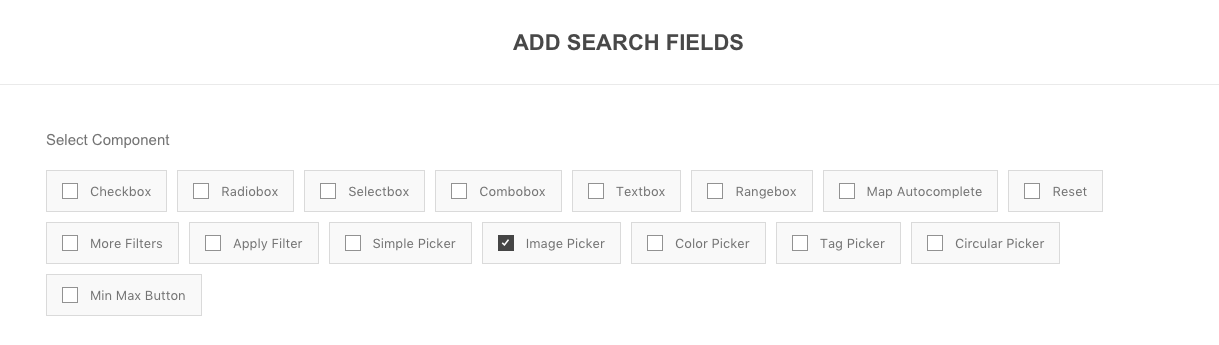 ADD SEARCH FIELDS
Select Component
Checkbox Radiobox Selectbox Combobox Textbox Rangebox Map Autocomplete Reset
More Filters Apply Filter Simple Picker Image Picker Color Picker Tag Picker Circular Picker
Min Max Button